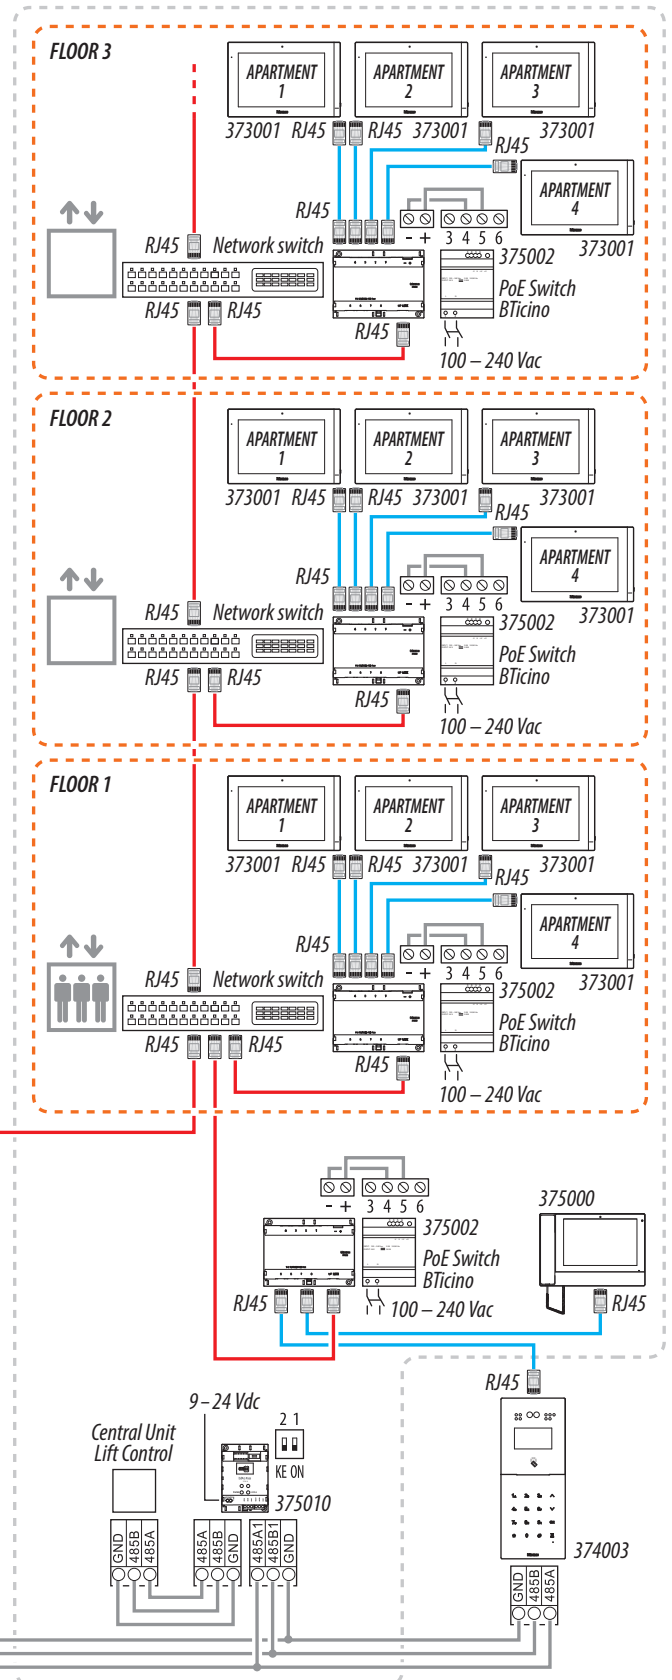 FLOOR 3
APARTMENT 1
APARTMENT 2
APARTMENT 3
373001 RJ45 RJ45 373001 373001
RJ45
APARTMENT 4
RJ45
- + 3 4 5 6
373001
RJ45 Network switch
375002
PoE Switch
BTicino
RJ45 RJ45
RJ45
100 – 240 Vac
FLOOR 2
APARTMENT 1
APARTMENT 2
APARTMENT 3
373001 RJ45 RJ45 373001 373001
RJ45
APARTMENT 4
RJ45
- + 3 4 5 6
373001
RJ45 Network switch
375002
PoE Switch
BTicino
RJ45 RJ45
RJ45
100 – 240 Vac
FLOOR 1
APARTMENT 1
APARTMENT 2
APARTMENT 3
373001 RJ45 RJ45 373001 373001
RJ45
APARTMENT 4
RJ45
- + 3 4 5 6
373001
RJ45 Network switch
375002
PoE Switch
BTicino
RJ45 RJ45
RJ45
100 – 240 Vac
- + 3 4 5 6
375000
375002
PoE Switch
BTicino
RJ45 100 – 240 Vac RJ45
RJ45
9 – 24 Vdc
2 1
Central Unit
Lift Control
KE ON
375010
374003
GND 485B 485A
485A 485B GND
485A1 485B1 GND
GND 485B 485A